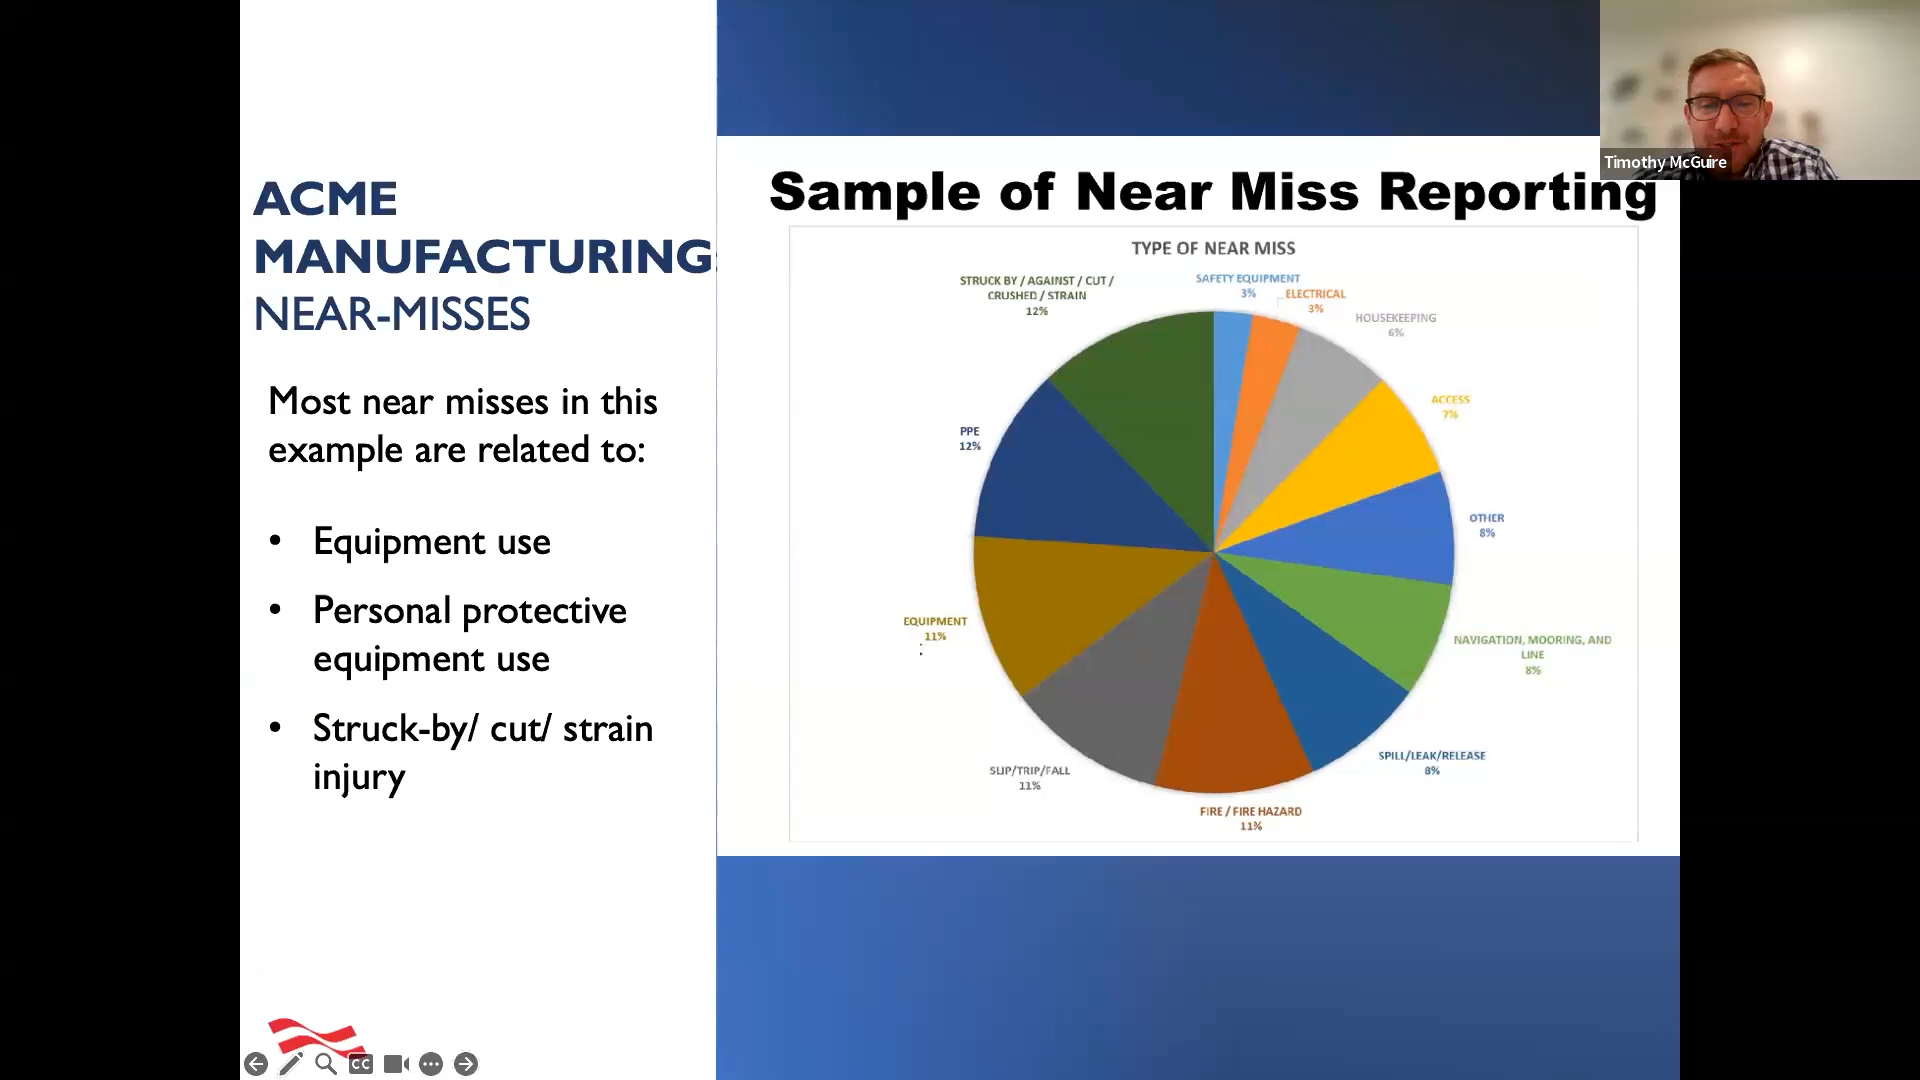 ACME
MANUFACTURING:
NEAR-MISSES
Most near misses in this
example are related to:
• Equipment use
• Personal protective
equipment use
• Struck-by/ cut/ strain
injury
Sample of Near Miss Reporting
TYPE OF NEAR MISS
STRUCK BY / AGAINST / CUT /
CRUSHED / STRAIN
12%
SAFETY EQUIPMENT
3%
ELECTRICAL
3%
HOUSEKEEPING
6%
ACCESS
7%
OTHER
8%
NAVIGATION, MOORING, AND
LINE
8%
SPILL/LEAK/RELEASE
8%
FIRE / FIRE HAZARD
11%
SLIP/TRIP/FALL
11%
EQUIPMENT
11%
PPE
12%
Timothy McGuire
CC